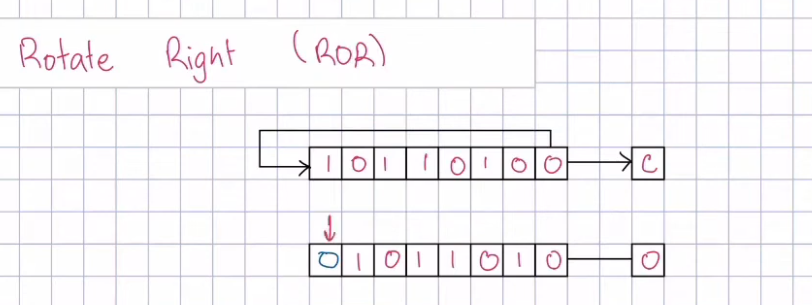 Rotate Right (ROR)
1 0 1 1 0 1 0 0 C
0 1 0 1 1 0 1 0 0